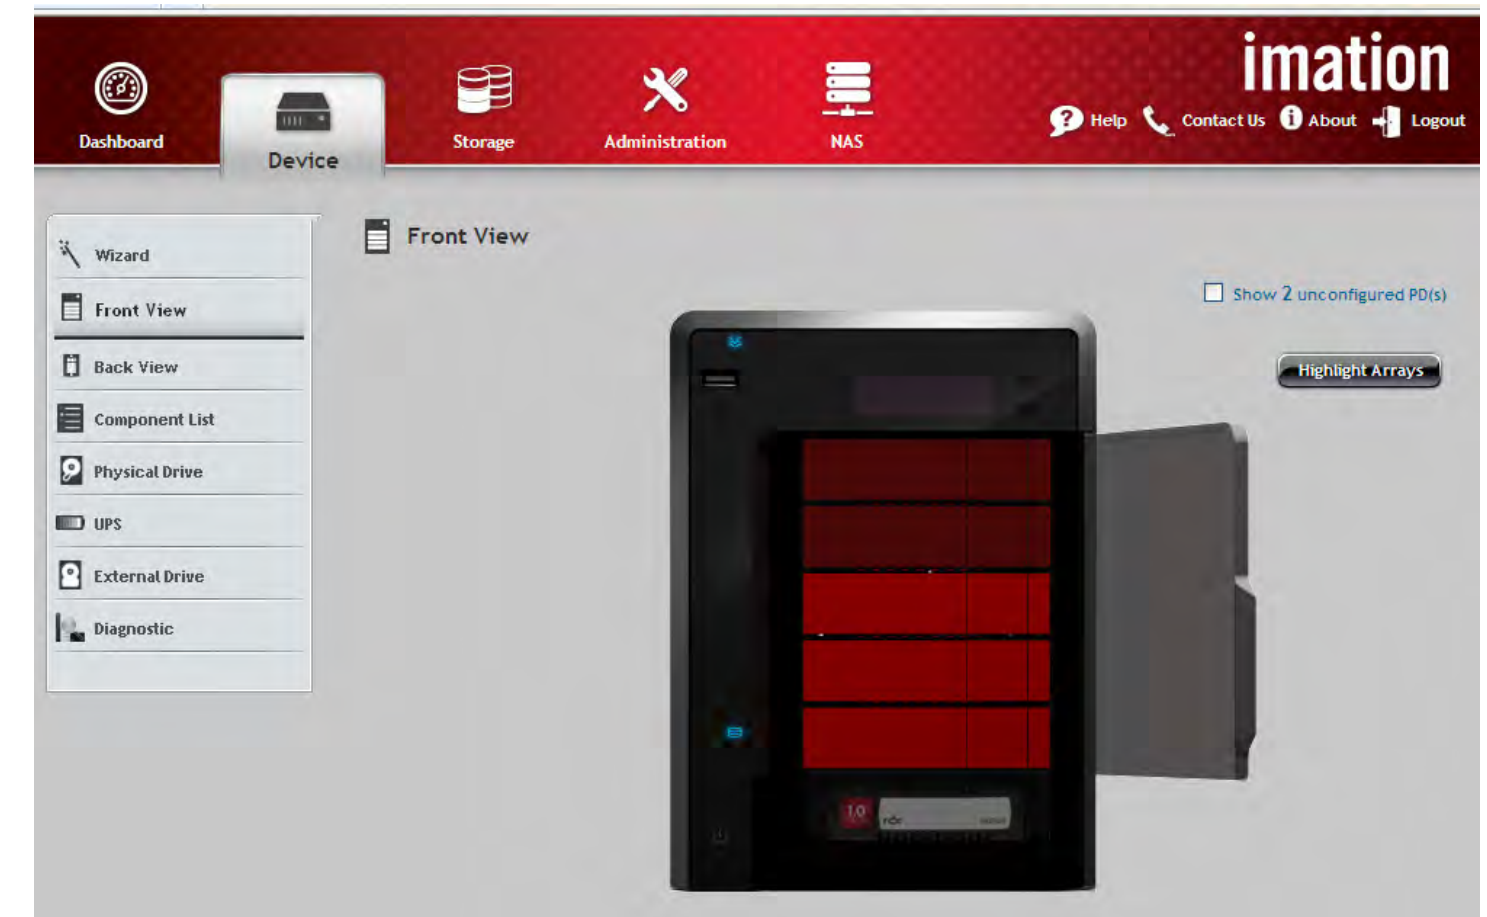 imation
Dashboard
Device
Storage
Administration
NAS
Help
Contact Us
About
Logout
Wizard
Front View
Back View
Component List
Physical Drive
UPS
External Drive
Diagnostic
Front View
Show 2 unconfigured PD(s)
Highlight Arrays
rdx